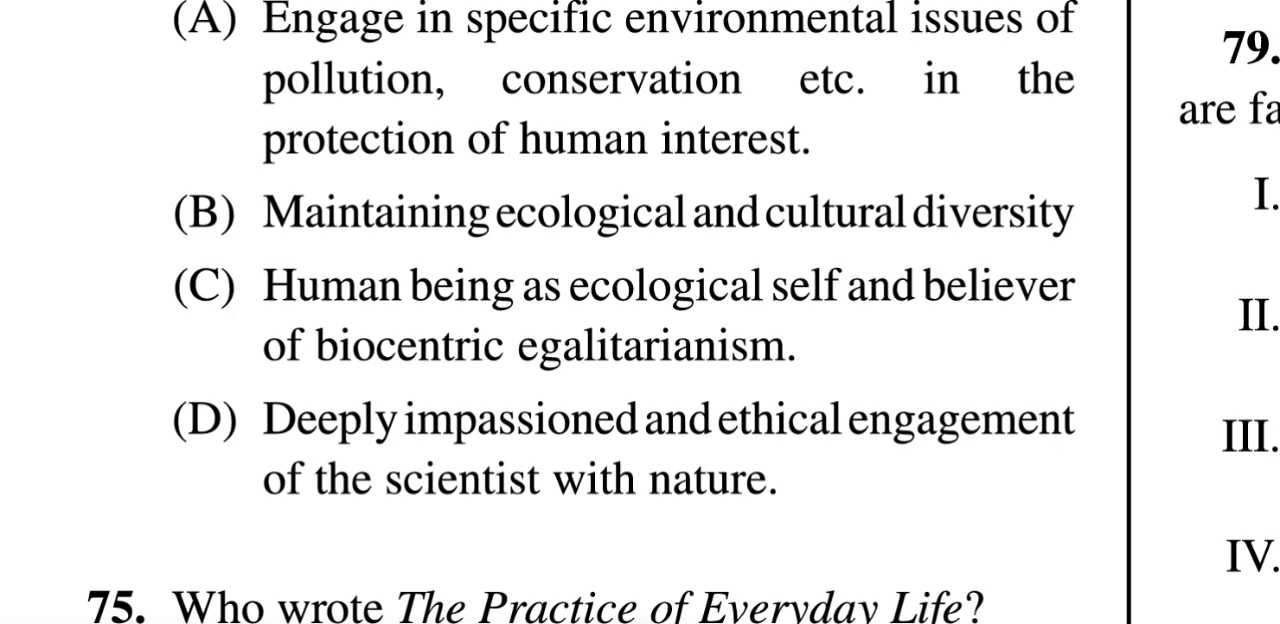 (A) Engage in specific environmental issues of
pollution, conservation etc. in the
protection of human interest.
(B) Maintaining ecological and cultural diversity
(C) Human being as ecological self and believer
of biocentric egalitarianism.
(D) Deeply impassioned and ethical engagement
of the scientist with nature.
75. Who wrote The Practice of Everyday Life?
79.
are fa
I.
II.
III.
IV.